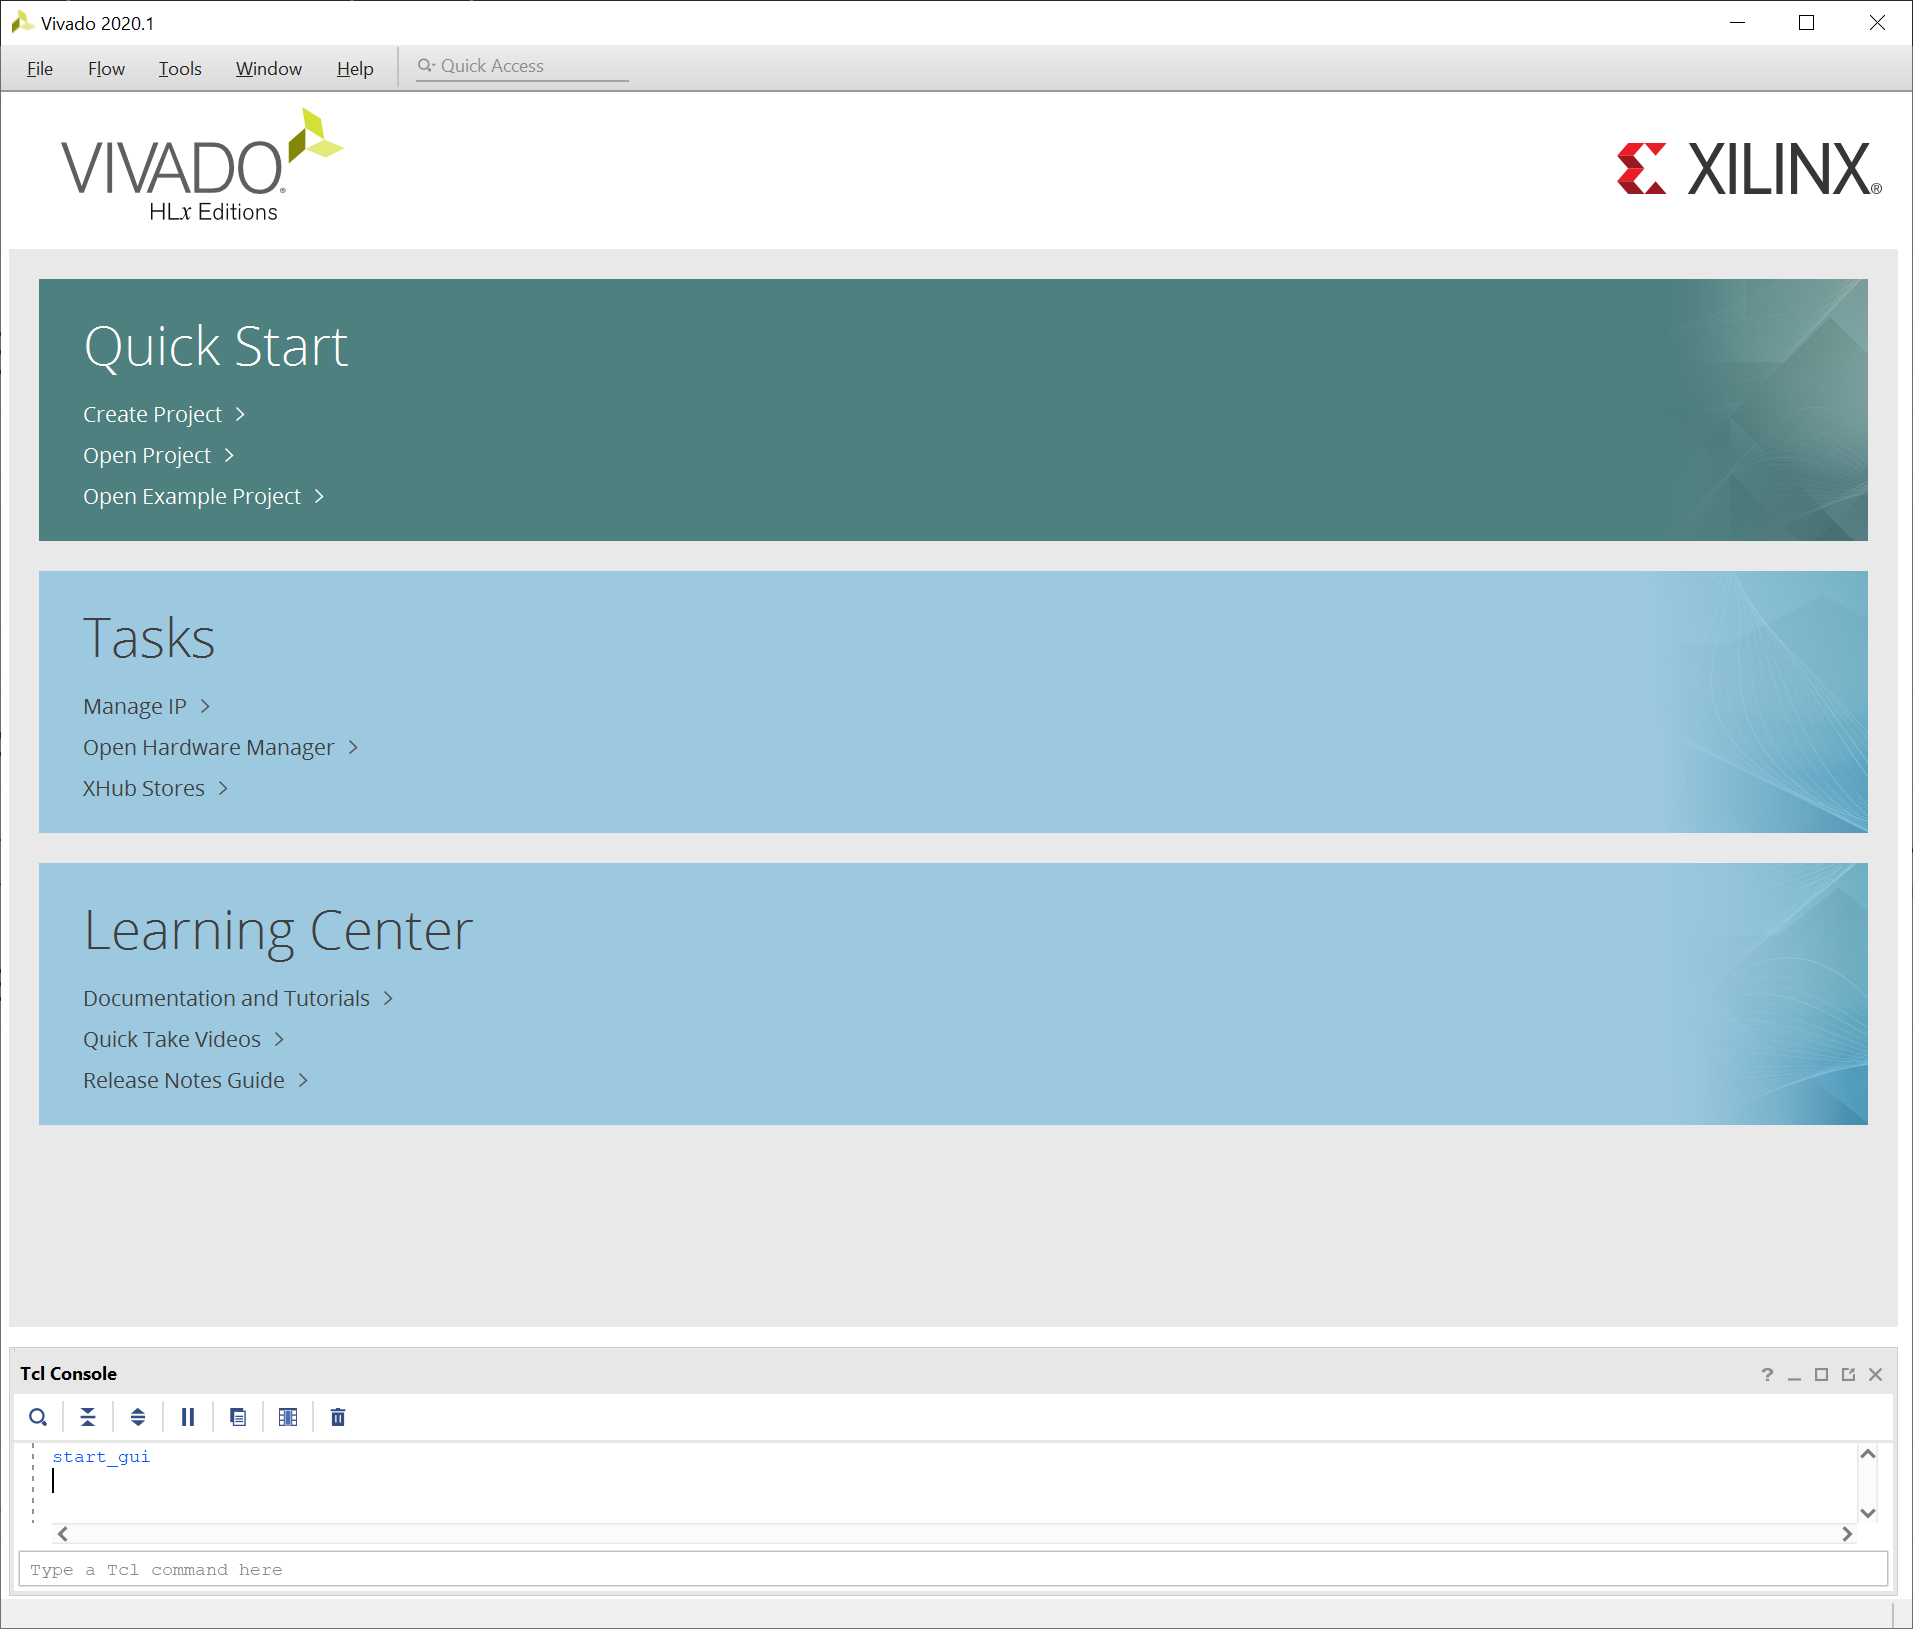 Vivado 2020.1
File Flow Tools Window Help Quick Access
VIVADO®
HLx Editions
XILINX®
Quick Start
Create Project >
Open Project >
Open Example Project >
Tasks
Manage IP >
Open Hardware Manager >
XHub Stores >
Learning Center
Documentation and Tutorials >
Quick Take Videos >
Release Notes Guide >
Tcl Console
start_gui
Type a Tcl command here